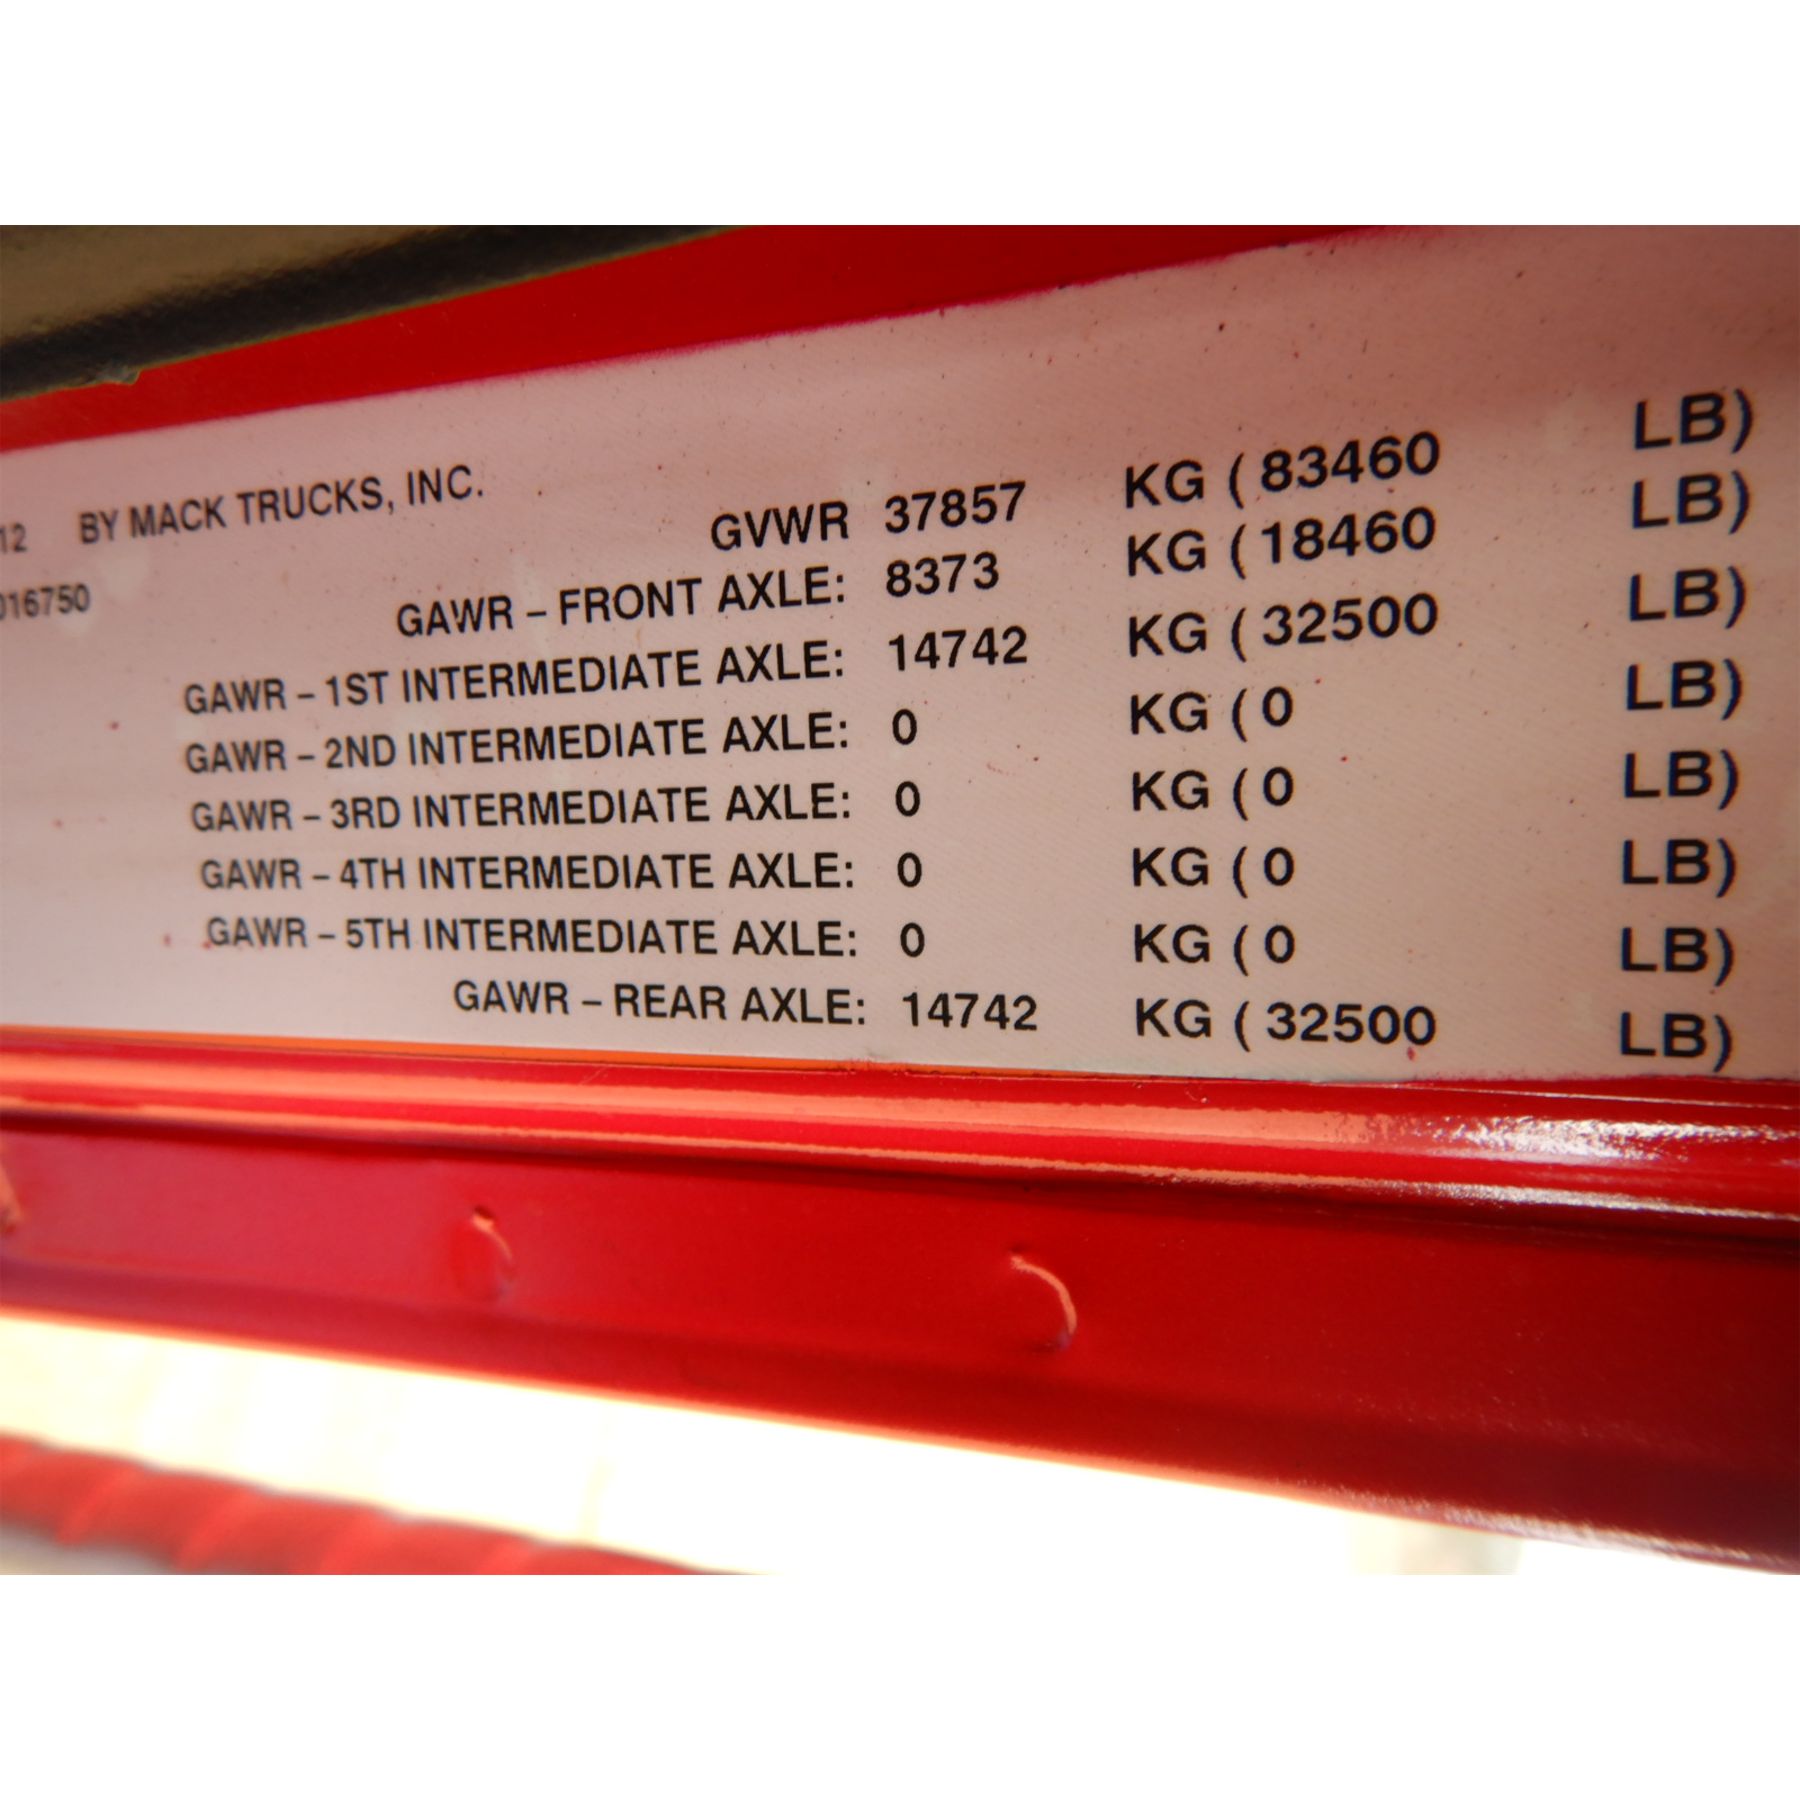 12 BY MACK TRUCKS, INC.
016750
GVWR 37857 KG (83460 LB)
GAWR – FRONT AXLE: 8373 KG (18460 LB)
GAWR – 1ST INTERMEDIATE AXLE: 14742 KG (32500 LB)
GAWR – 2ND INTERMEDIATE AXLE: 0 KG (0 LB)
GAWR – 3RD INTERMEDIATE AXLE: 0 KG (0 LB)
GAWR – 4TH INTERMEDIATE AXLE: 0 KG (0 LB)
GAWR – 5TH INTERMEDIATE AXLE: 0 KG (0 LB)
GAWR – REAR AXLE: 14742 KG (32500 LB)